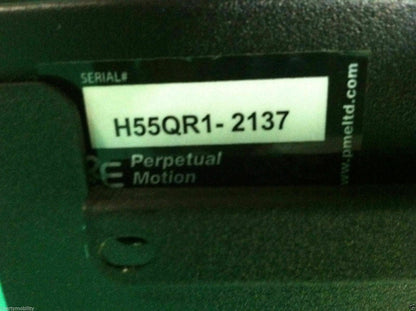 SERIAL#
H55QR1- 2137
Perpetual
Motion
www.pmeltd.com